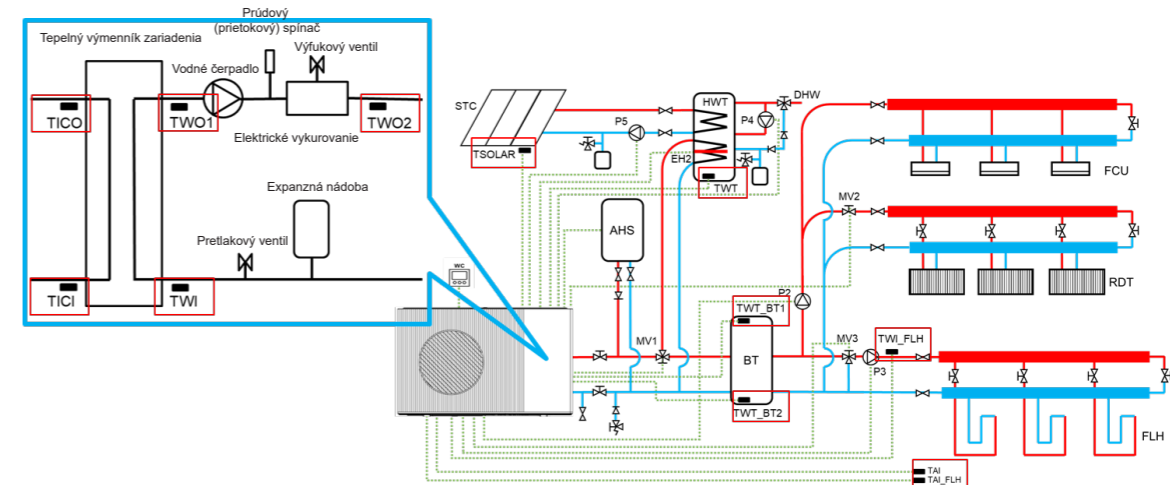 Prúdový
(prietokový) spínač
Tepelný výmenník zariadenia
Výfukový ventil
Vodné čerpadlo
TICO
TWO1
TWO2
Elektrické vykurovanie
Expanzná nádoba
Pretlakový ventil
TICI
TWI
STC
HWT
DHW
P4
P5
TSOLAR
EH2
TWT
FCU
MV2
AHS
WC
RDT
P2
TWT_BT1
MV1
BT
MV3
TWI_FLH
P3
TWT_BT2
FLH
TAI
TAI_FLH